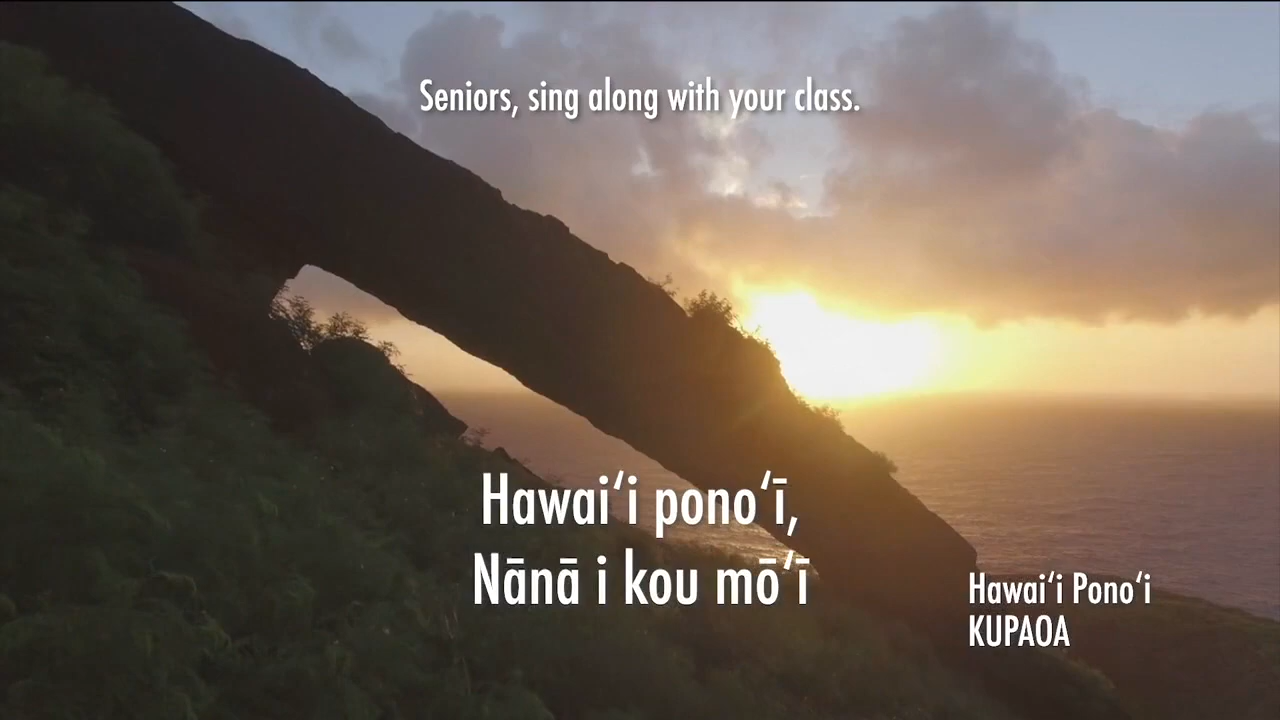 Seniors, sing along with your class.
Hawaiʻi ponoʻī,
Nānā i kou mōʻī
Hawaiʻi Ponoʻi
KUPAOA